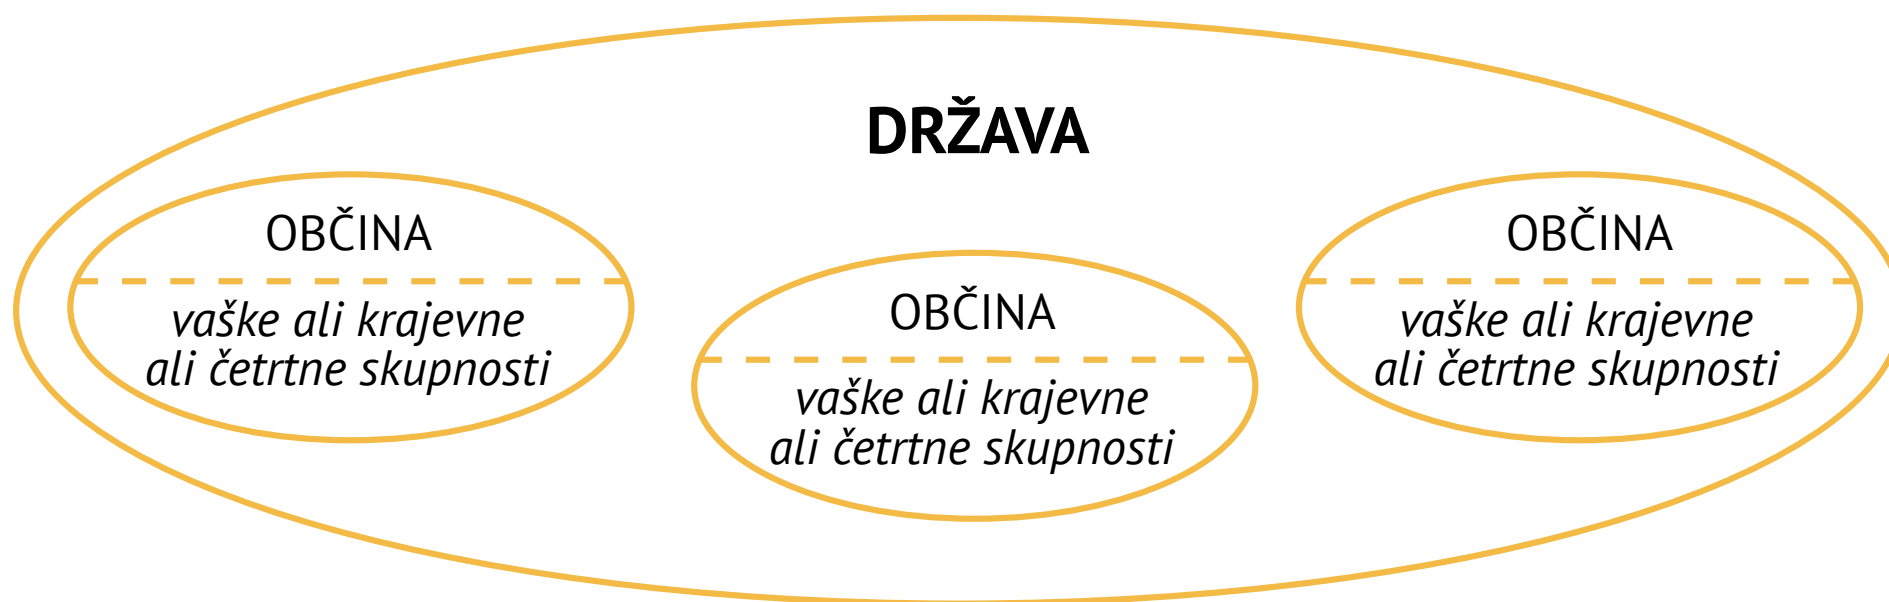 DRŽAVA
OBČINA
vaške ali krajevne
ali četrtne skupnosti
OBČINA
vaške ali krajevne
ali četrtne skupnosti
OBČINA
vaške ali krajevne
ali četrtne skupnosti